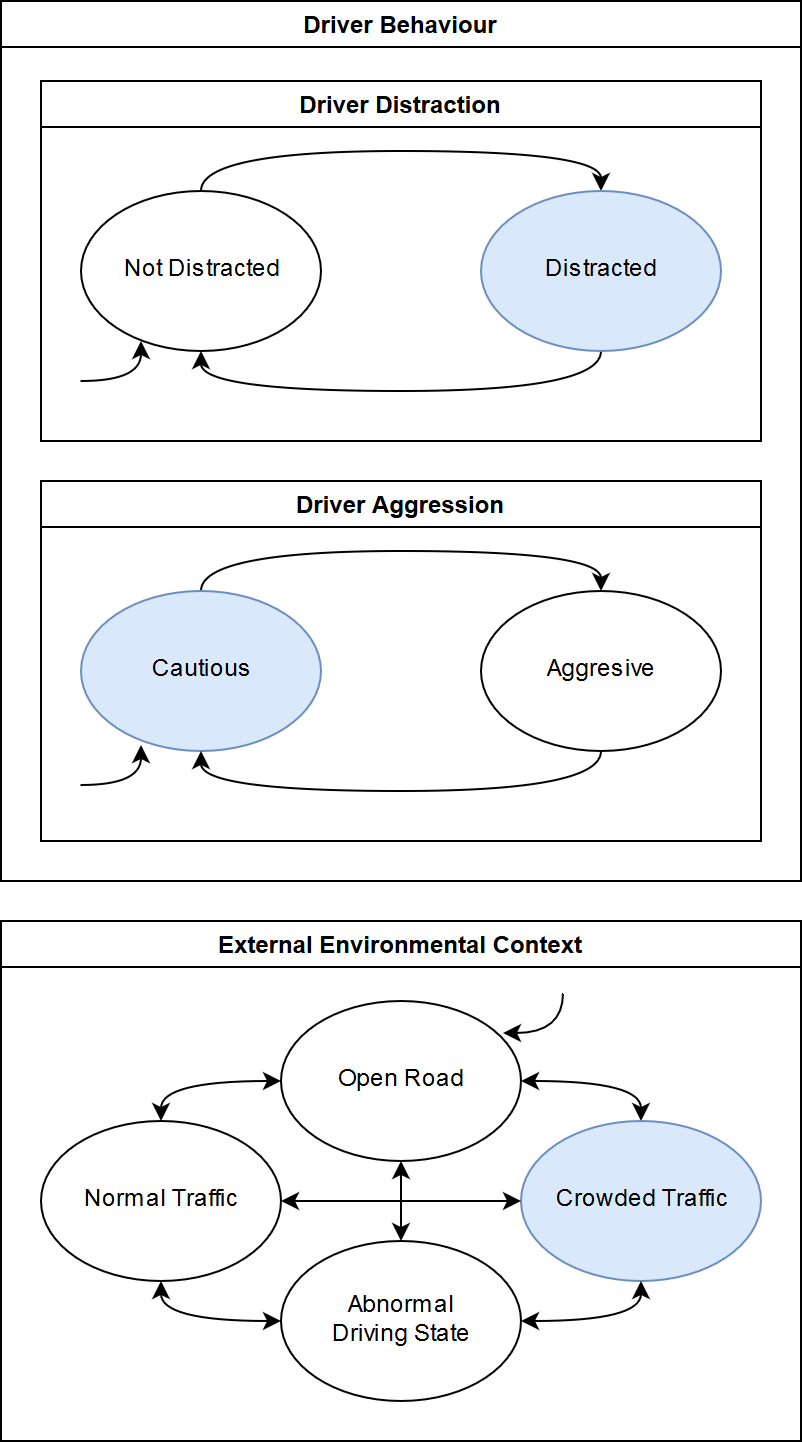 Driver Behaviour
Driver Distraction
Not Distracted
Distracted
Driver Aggression
Cautious
Aggresive
External Environmental Context
Open Road
Normal Traffic
Crowded Traffic
Abnormal
Driving State